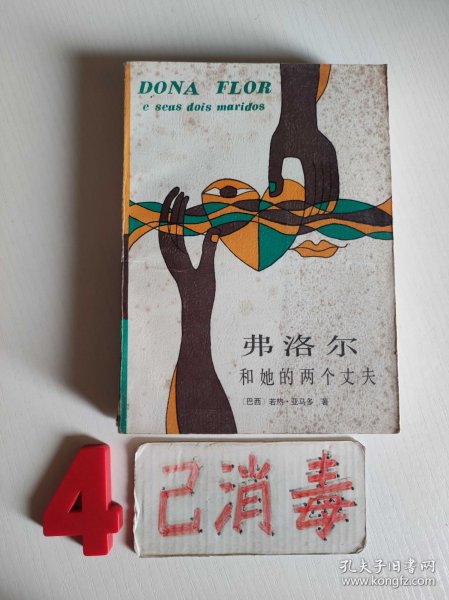 DONA FLOR
e seus dois maridos
弗洛尔
和她的两个丈夫
〔巴西〕若热·亚马多 著
4
己消毒
孔夫子旧书网
www.kongfz.com